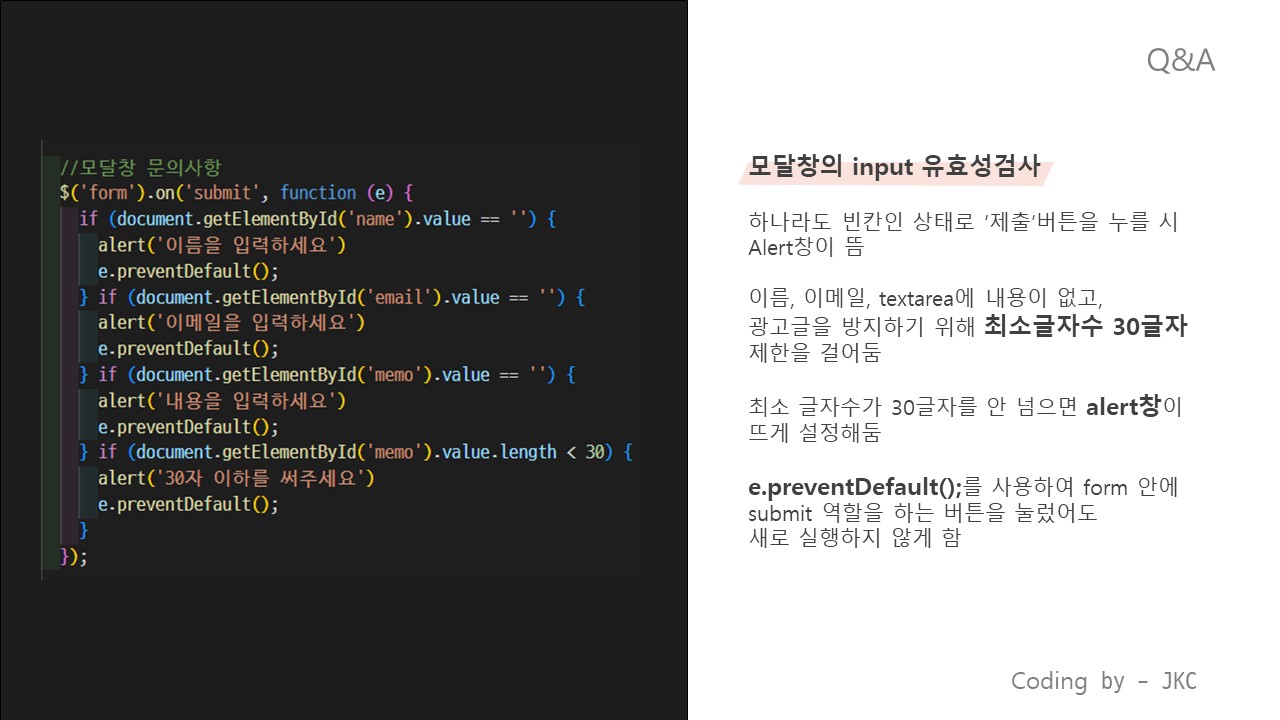 //모달창 문의사항
$('form').on('submit', function (e) {
if (document.getElementById('name').value == '') {
alert('이름을 입력하세요')
e.preventDefault();
} if (document.getElementById('email').value == '') {
alert('이메일을 입력하세요')
e.preventDefault();
} if (document.getElementById('memo').value == '') {
alert('내용을 입력하세요')
e.preventDefault();
} if (document.getElementById('memo').value.length < 30) {
alert('30자 이하를 써주세요')
e.preventDefault();
}
});
Q&A
모달창의 input 유효성검사
하나라도 빈칸인 상태로 ‘제출’버튼을 누를 시
Alert창이 뜸
이름, 이메일, textarea에 내용이 없고,
광고글을 방지하기 위해 최소글자수 30글자
제한을 걸어둠
최소 글자수가 30글자를 안 넘으면 alert창이
뜨게 설정해둠
e.preventDefault();를 사용하여 form 안에
submit 역할을 하는 버튼을 눌렀어도
새로 실행하지 않게 함
Coding by – JKC